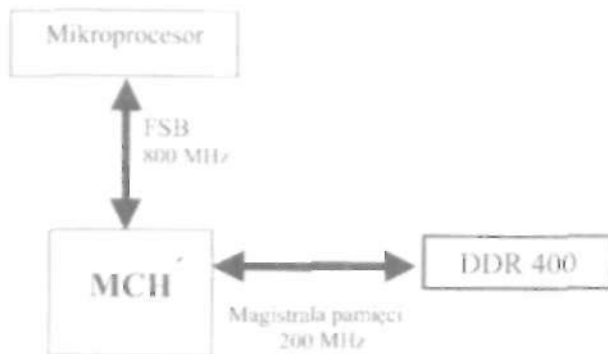 Mikroprocesor
FSB
800 MHz
MCH
DDR 400
Magistrala pamięci
200 MHz